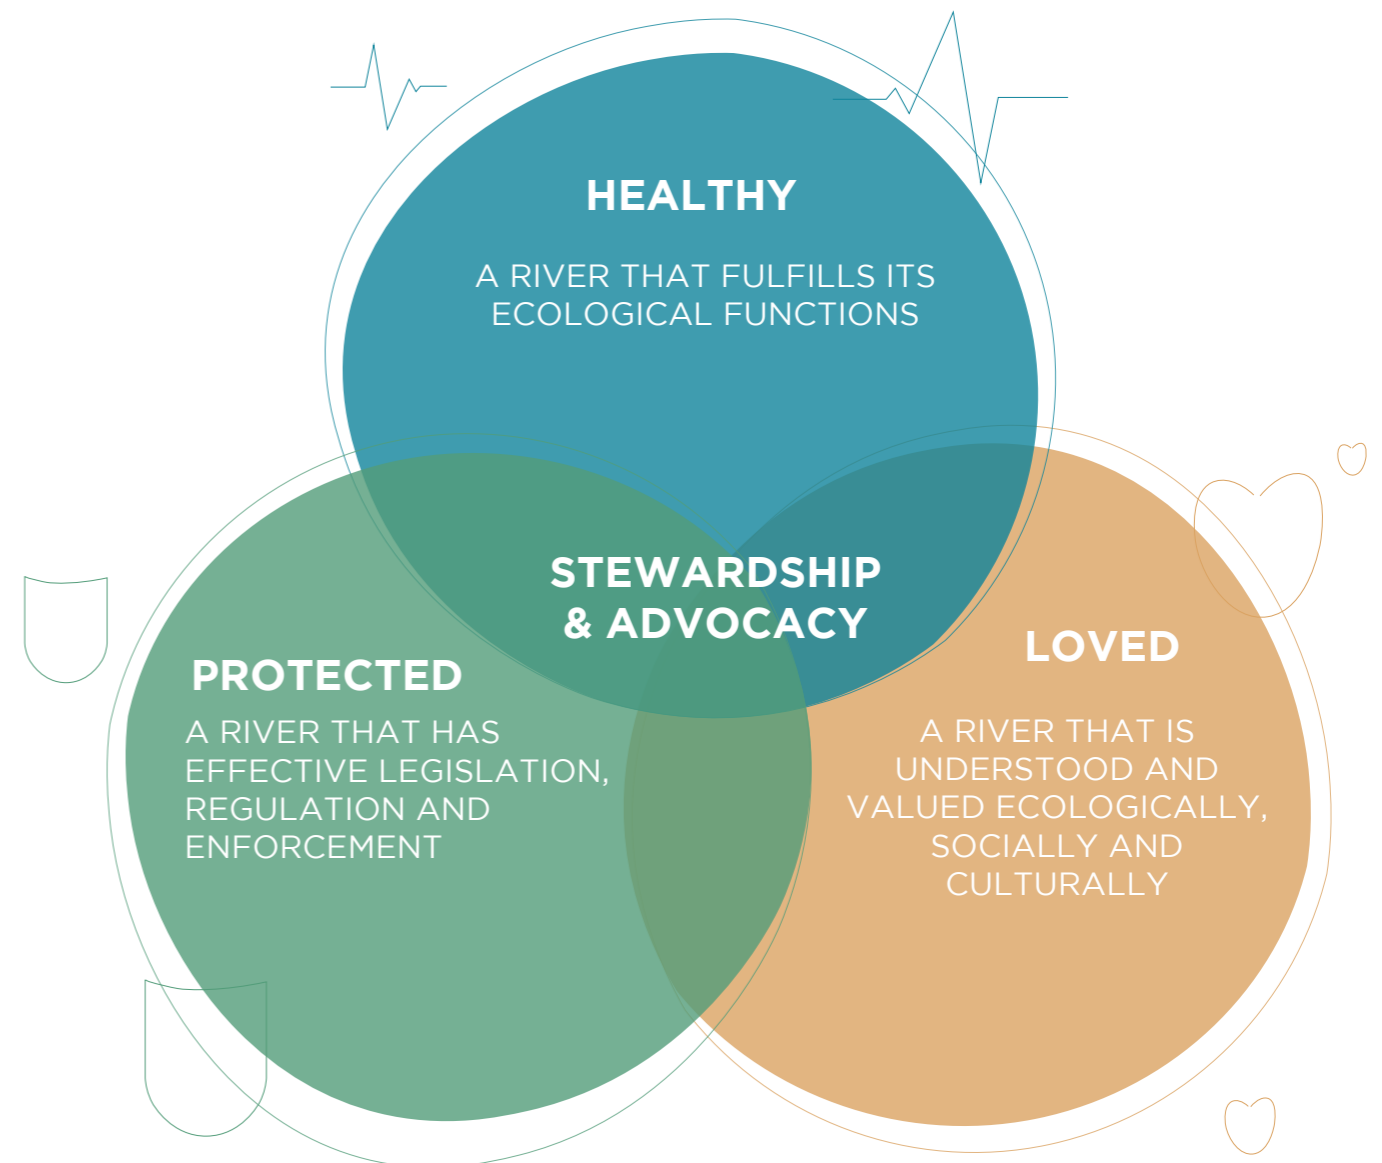 HEALTHY
A RIVER THAT FULFILLS ITS
ECOLOGICAL FUNCTIONS
STEWARDSHIP
& ADVOCACY
PROTECTED
A RIVER THAT HAS
EFFECTIVE LEGISLATION,
REGULATION AND
ENFORCEMENT
LOVED
A RIVER THAT IS
UNDERSTOOD AND
VALUED ECOLOGICALLY,
SOCIALLY AND
CULTURALLY